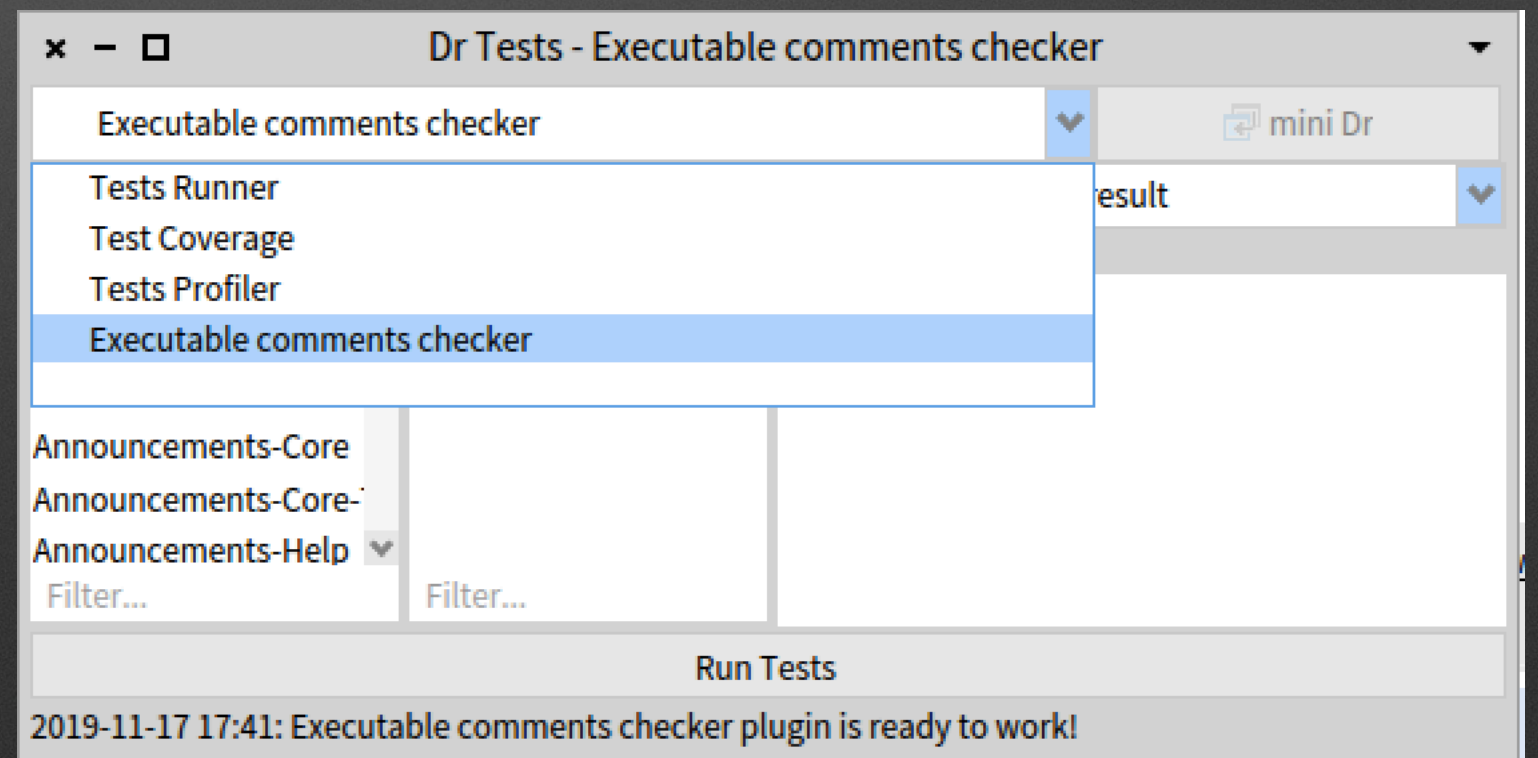 Dr Tests - Executable comments checker
Executable comments checker
mini Dr
Tests Runner
Test Coverage
Tests Profiler
Executable comments checker
Announcements-Core
Announcements-Core-
Announcements-Help
Filter...
Filter...
Run Tests
2019-11-17 17:41: Executable comments checker plugin is ready to work!